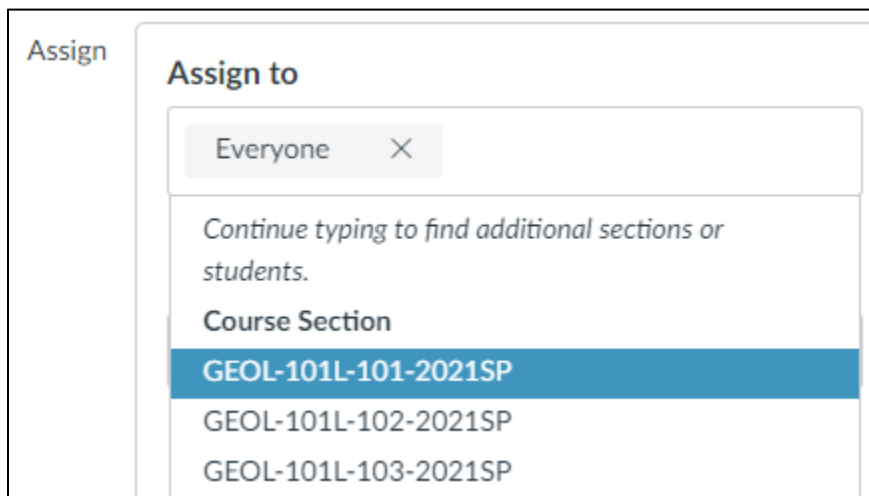 Assign
Assign to
Everyone
Continue typing to find additional sections or
students.
Course Section
GEOL-101L-101-2021SP
GEOL-101L-102-2021SP
GEOL-101L-103-2021SP